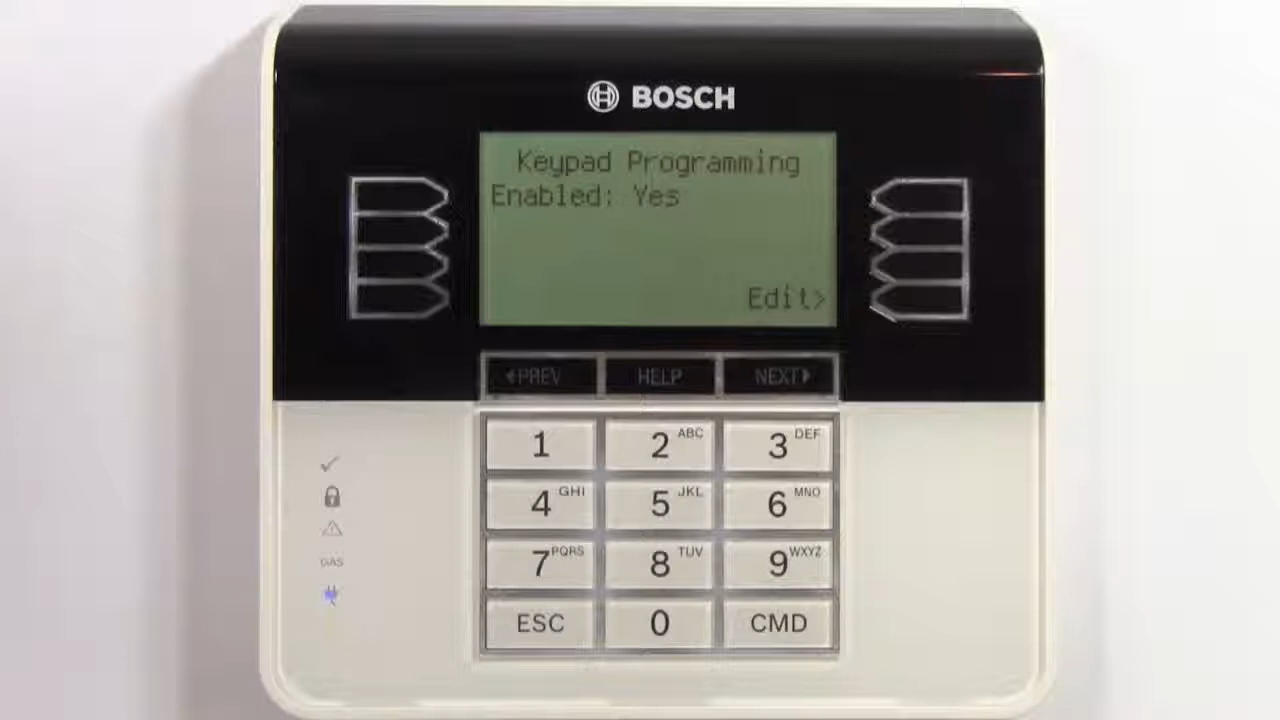 BOSCH
Keypad Programming
Enabled: Yes
Edit>
PREV HELP NEXT
1 2 ABC 3 DEF
4 GHI 5 JKL 6 MNO
7 PQRS 8 TUV 9 WXYZ
ESC 0 CMD
GAS